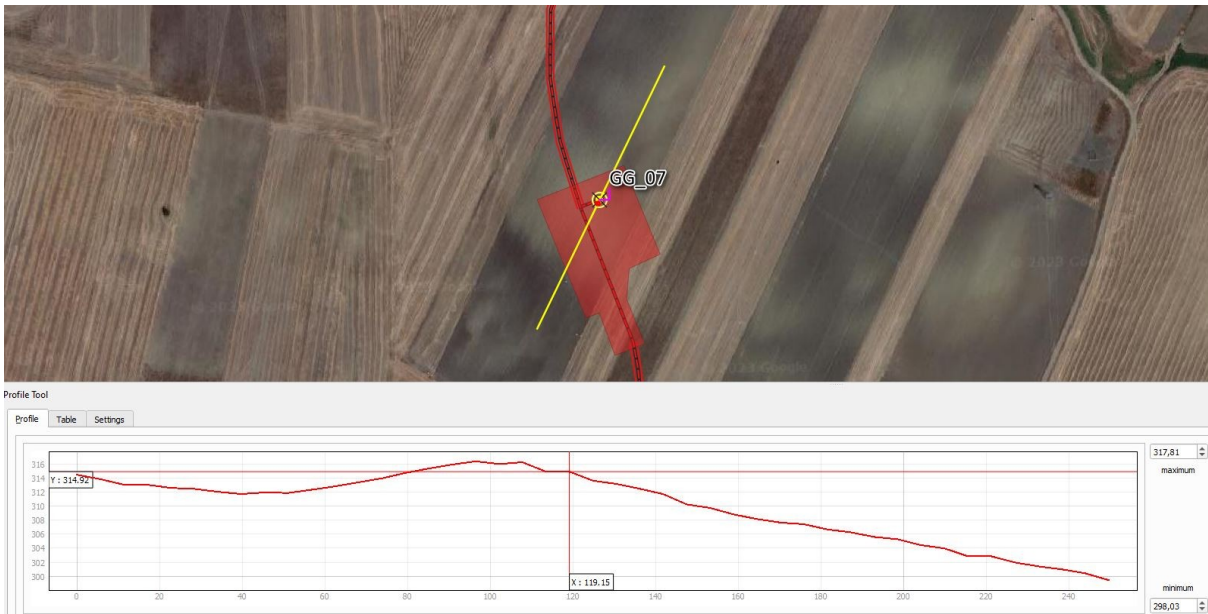 GG_07
© 2023 Google
Profile Tool
Profile Table Settings
317,81
maximum
316
314
Y : 314.92
312
310
308
306
304
302
300
X : 119.15
minimum
298,03
0 20 40 60 80 100 120 140 160 180 200 220 240